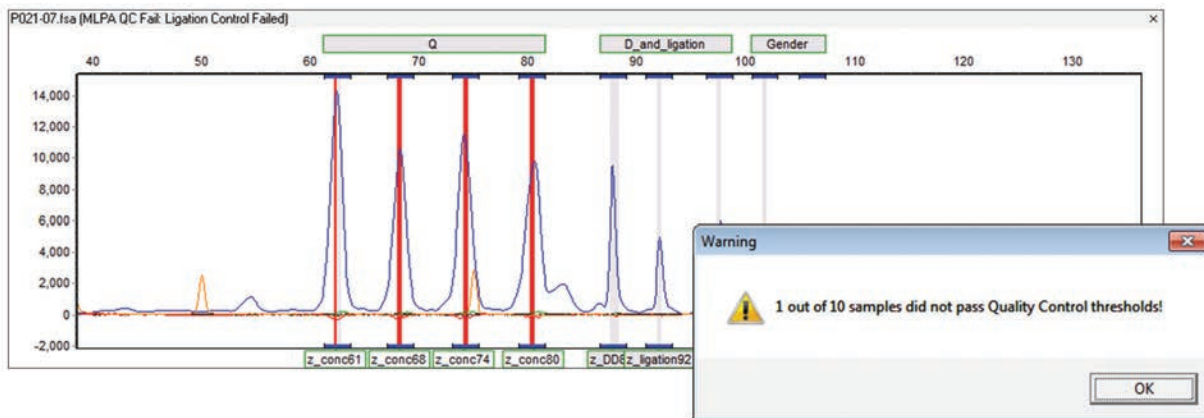 P021-07.fsa (MLPA QC Fail: Ligation Control Failed)
Q D_and_ligation Gender
40 50 60 70 80 90 100 110 120 130
14,000
12,000
10,000
8,000
6,000
4,000
2,000
0
-2,000
z_conc61 z_conc68 z_conc74 z_conc80 z_DD8 z_ligation92
Warning
1 out of 10 samples did not pass Quality Control thresholds!
OK